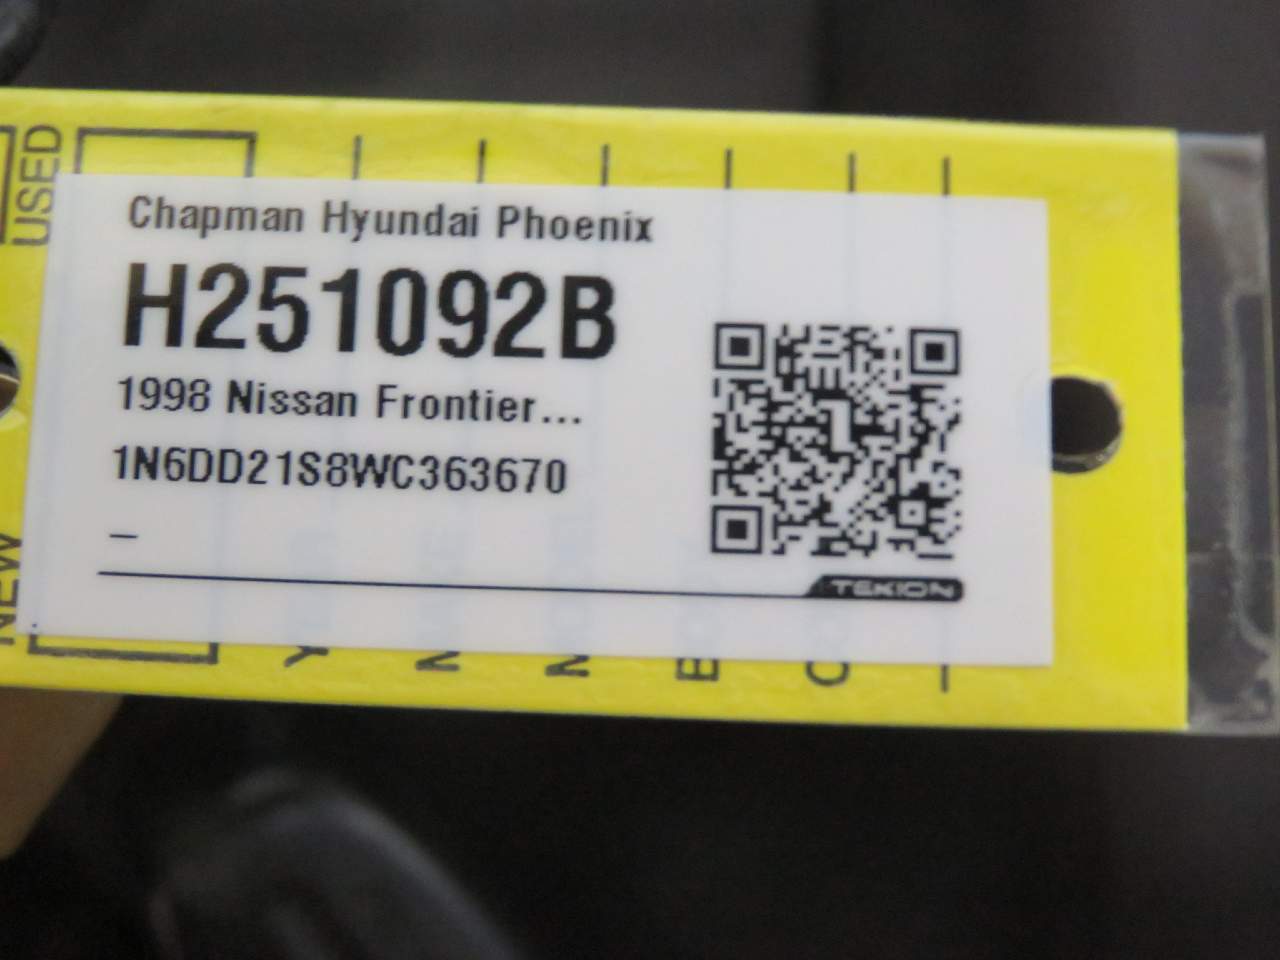 USED
Chapman Hyundai Phoenix
H251092B
1998 Nissan Frontier...
1N6DD21S8WC363670
–
TEKION
NEW